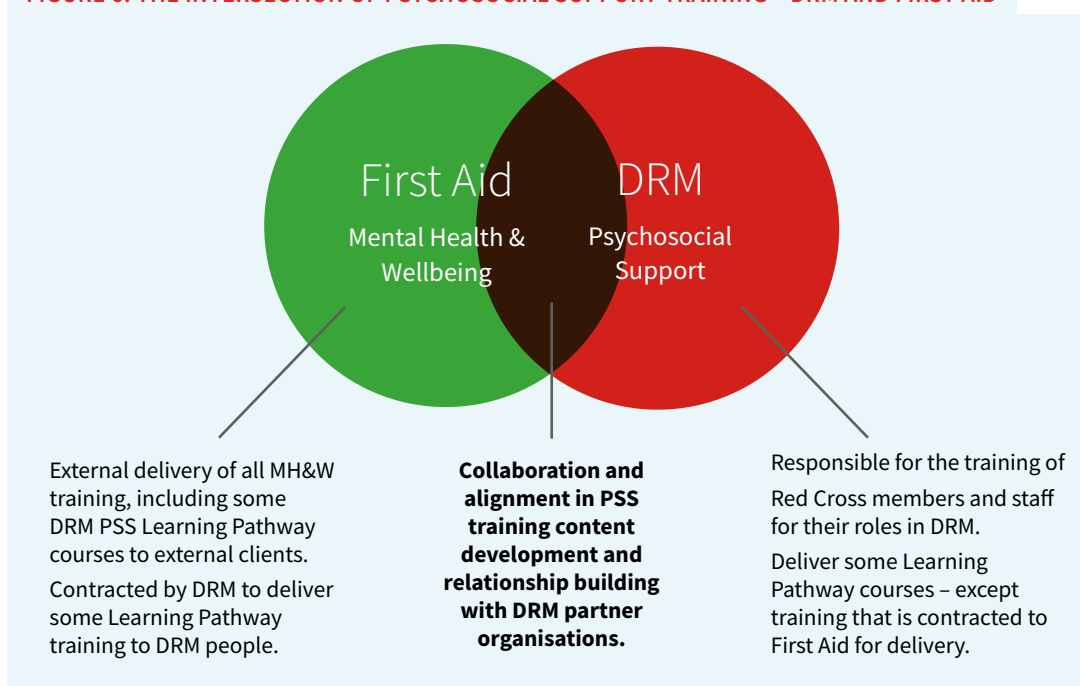 First Aid
Mental Health &
Wellbeing
DRM
Psychosocial
Support
External delivery of all MH&W
training, including some
DRM PSS Learning Pathway
courses to external clients.
Contracted by DRM to deliver
some Learning Pathway
training to DRM people.
Collaboration and
alignment in PSS
training content
development and
relationship building
with DRM partner
organisations.
Responsible for the training of
Red Cross members and staff
for their roles in DRM.
Deliver some Learning
Pathway courses – except
training that is contracted to
First Aid for delivery.